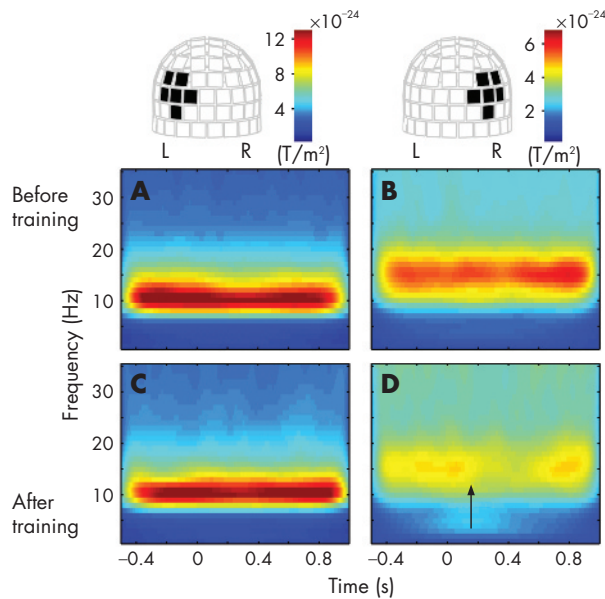 ×10−24
12
8
4
(T/m²)
L R
×10−24
6
4
2
(T/m²)
L R
Before
training
After
training
Frequency (Hz)
30
20
15
10
A
B
30
20
15
10
C
D
−0.4 0 0.4 0.8
−0.4 0 0.4 0.8
Time (s)